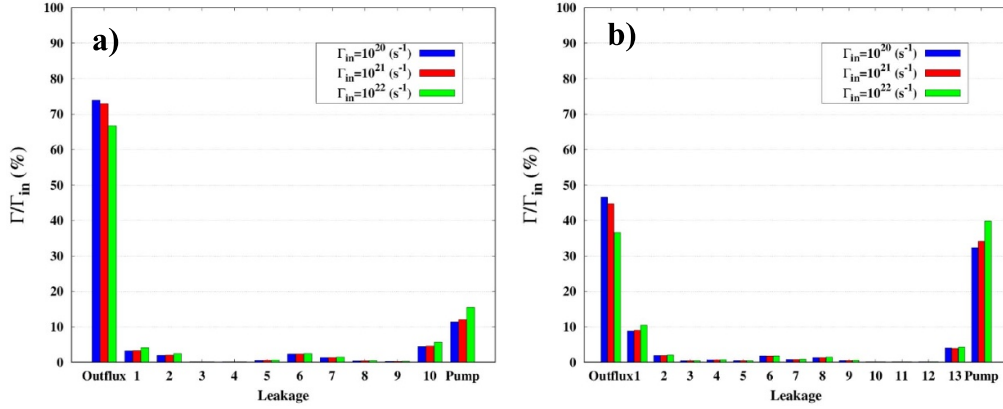 a)
Γin=10^20 (s^-1)
Γin=10^21 (s^-1)
Γin=10^22 (s^-1)
100
90
80
70
60
50
40
30
20
10
0
Γ/Γin (%)
Outflux 1 2 3 4 5 6 7 8 9 10 Pump
Leakage
b)
Γin=10^20 (s^-1)
Γin=10^21 (s^-1)
Γin=10^22 (s^-1)
100
90
80
70
60
50
40
30
20
10
0
Γ/Γin (%)
Outflux 1 2 3 4 5 6 7 8 9 10 11 12 13 Pump
Leakage